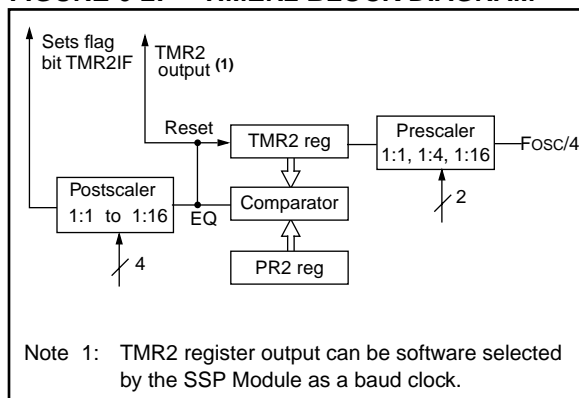 Sets flag
bit TMR2IF
TMR2
output (1)
Reset
TMR2 reg
Prescaler
1:1, 1:4, 1:16
FOSC/4
2
Postscaler
1:1 to 1:16
EQ
Comparator
4
PR2 reg
Note 1: TMR2 register output can be software selected
by the SSP Module as a baud clock.